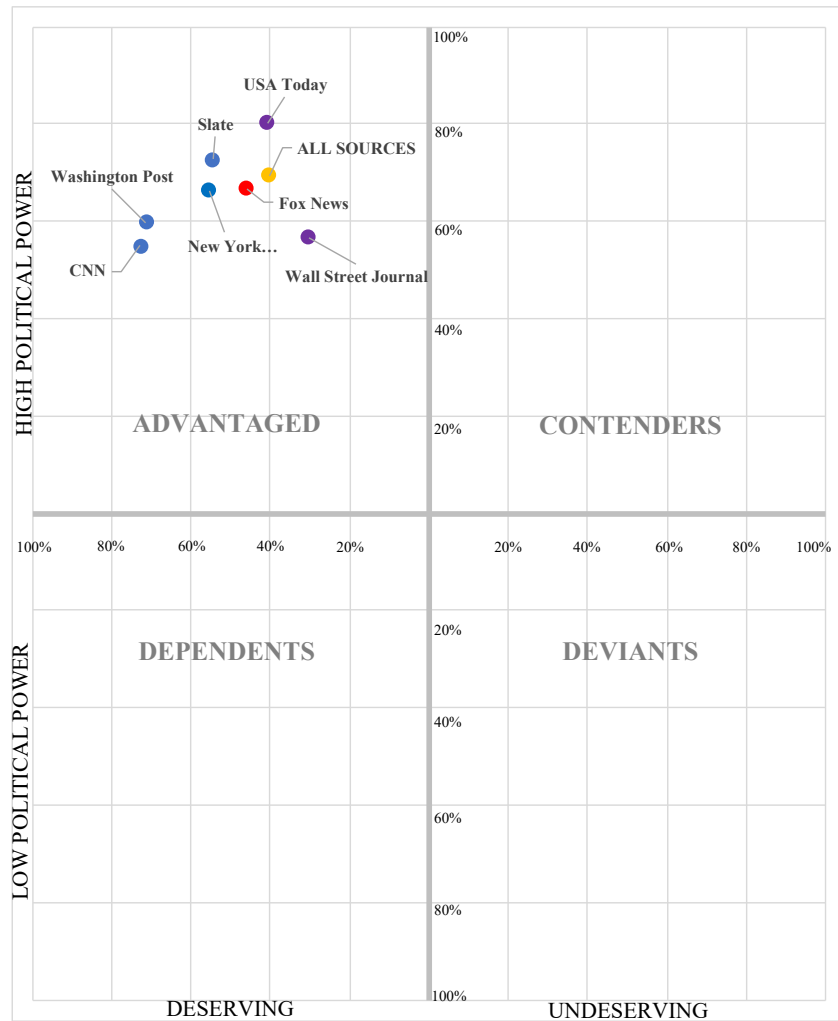 100%
USA Today
80%
Slate
ALL SOURCES
Washington Post
Fox News
60%
New York…
CNN
Wall Street Journal
HIGH POLITICAL POWER
40%
ADVANTAGED
CONTENDERS
20%
100%
80%
60%
40%
20%
20%
40%
60%
80%
100%
20%
DEPENDENTS
DEVIANTS
LOW POLITICAL POWER
40%
60%
80%
100%
DESERVING
UNDESERVING